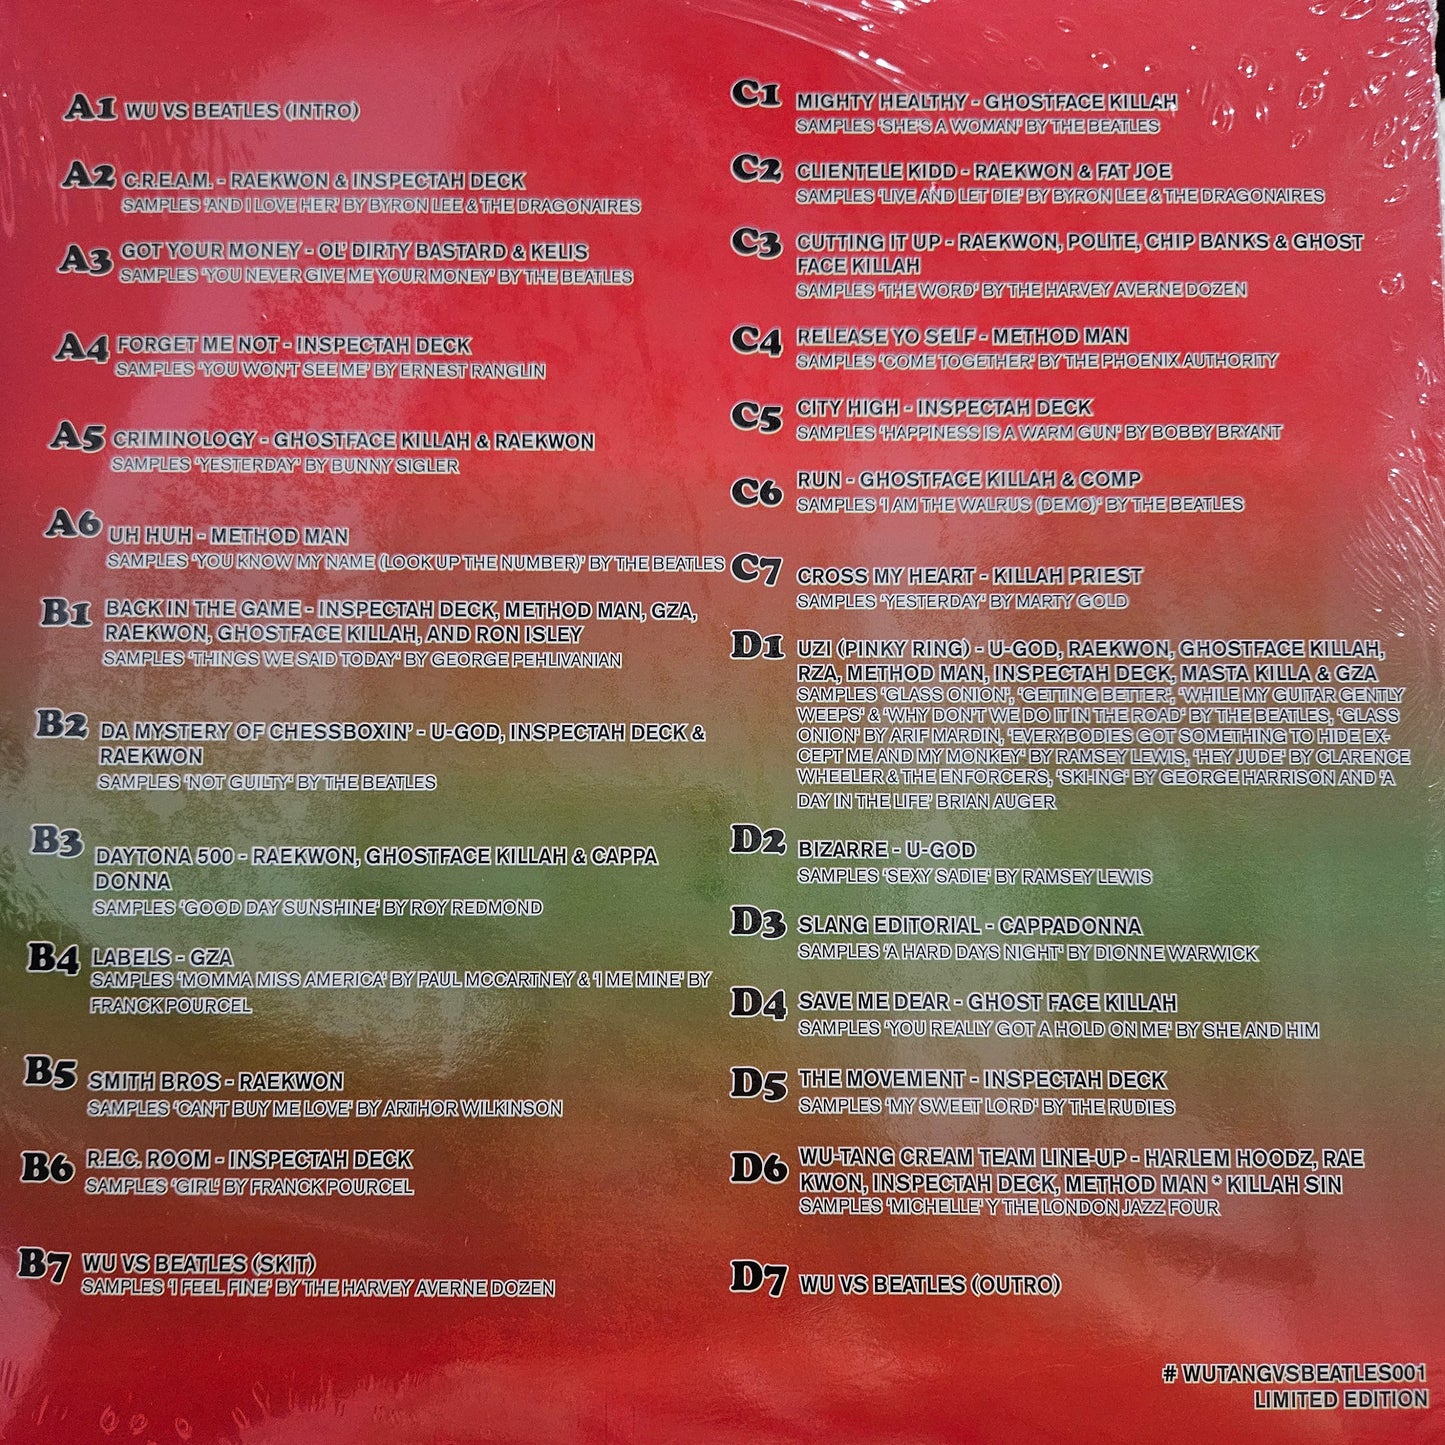 A1 WU VS BEATLES (INTRO)
A2 C.R.E.A.M. - RAEKWON & INSPECTAH DECK
SAMPLES 'AND I LOVE HER' BY BYRON LEE & THE DRAGONAIRES
A3 GOT YOUR MONEY - OL' DIRTY BASTARD & KELIS
SAMPLES 'YOU NEVER GIVE ME YOUR MONEY' BY THE BEATLES
A4 FORGET ME NOT - INSPECTAH DECK
SAMPLES 'YOU WON'T SEE ME' BY ERNEST RANGLIN
A5 CRIMINOLOGY - GHOSTFACE KILLAH & RAEKWON
SAMPLES 'YESTERDAY' BY BUNNY SIGLER
A6 UH HUH - METHOD MAN
SAMPLES 'YOU KNOW MY NAME (LOOK UP THE NUMBER)' BY THE BEATLES
B1 BACK IN THE GAME - INSPECTAH DECK, METHOD MAN, GZA,
RAEKWON, GHOSTFACE KILLAH, AND RON ISLEY
SAMPLES 'THINGS WE SAID TODAY' BY GEORGE PEHLIVANIAN
B2 DA MYSTERY OF CHESSBOXIN' - U-GOD, INSPECTAH DECK &
RAEKWON
SAMPLES 'NOT GUILTY' BY THE BEATLES
B3 DAYTONA 500 - RAEKWON, GHOSTFACE KILLAH & CAPPA
DONNA
SAMPLES 'GOOD DAY SUNSHINE' BY ROY REDMOND
B4 LABELS - GZA
SAMPLES 'MOMMA MISS AMERICA' BY PAUL MCCARTNEY & 'I ME MINE' BY
FRANCK POURCEL
B5 SMITH BROS - RAEKWON
SAMPLES 'CAN'T BUY ME LOVE' BY ARTHOR WILKINSON
B6 R.E.C. ROOM - INSPECTAH DECK
SAMPLES 'GIRL' BY FRANCK POURCEL
B7 WU VS BEATLES (SKIT)
SAMPLES 'I FEEL FINE' BY THE HARVEY AVERNE DOZEN
C1 MIGHTY HEALTHY - GHOSTFACE KILLAH
SAMPLES 'SHE'S A WOMAN' BY THE BEATLES
C2 CLIENTELE KIDD - RAEKWON & FAT JOE
SAMPLES 'LIVE AND LET DIE' BY BYRON LEE & THE DRAGONAIRES
C3 CUTTING IT UP - RAEKWON, POLITE, CHIP BANKS & GHOST
FACE KILLAH
SAMPLES 'THE WORD' BY THE HARVEY AVERNE DOZEN
C4 RELEASE YO SELF - METHOD MAN
SAMPLES 'COME TOGETHER' BY THE PHOENIX AUTHORITY
C5 CITY HIGH - INSPECTAH DECK
SAMPLES 'HAPPINESS IS A WARM GUN' BY BOBBY BRYANT
C6 RUN - GHOSTFACE KILLAH & COMP
SAMPLES 'I AM THE WALRUS (DEMO)' BY THE BEATLES
C7 CROSS MY HEART - KILLAH PRIEST
SAMPLES 'YESTERDAY' BY MARTY GOLD
D1 UZI (PINKY RING) - U-GOD, RAEKWON, GHOSTFACE KILLAH,
RZA, METHOD MAN, INSPECTAH DECK, MASTA KILLA & GZA
SAMPLES 'GLASS ONION', 'GETTING BETTER', 'WHILE MY GUITAR GENTLY
WEEPS' & 'WHY DON'T WE DO IT IN THE ROAD' BY THE BEATLES, 'GLASS
ONION' BY ARIF MARDIN, 'EVERYBODIES GOT SOMETHING TO HIDE EX-
CEPT ME AND MY MONKEY' BY RAMSEY LEWIS, 'HEY JUDE' BY CLARENCE
WHEELER & THE ENFORCERS, 'SKI-ING' BY GEORGE HARRISON AND 'A
DAY IN THE LIFE' BRIAN AUGER
D2 BIZARRE - U-GOD
SAMPLES 'SEXY SADIE' BY RAMSEY LEWIS
D3 SLANG EDITORIAL - CAPPADONNA
SAMPLES 'A HARD DAYS NIGHT' BY DIONNE WARWICK
D4 SAVE ME DEAR - GHOST FACE KILLAH
SAMPLES 'YOU REALLY GOT A HOLD ON ME' BY SHE AND HIM
D5 THE MOVEMENT - INSPECTAH DECK
SAMPLES 'MY SWEET LORD' BY THE RUDIES
D6 WU-TANG CREAM TEAM LINE-UP - HARLEM HOODZ, RAE
KWON, INSPECTAH DECK, METHOD MAN * KILLAH SIN
SAMPLES 'MICHELLE' Y THE LONDON JAZZ FOUR
D7 WU VS BEATLES (OUTRO)
# WUTANGVSBEATLES001
LIMITED EDITION